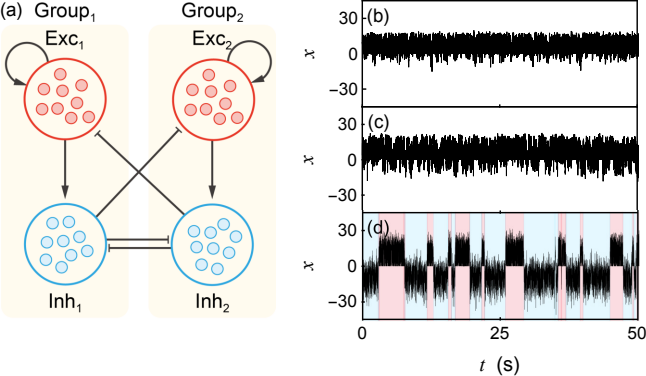 (a) Group₁ Group₂
Exc₁ Exc₂
Inh₁ Inh₂
(b)
x
30
0
−30
(c)
x
30
0
−30
(d)
x
30
0
−30
0 25 50
t (s)